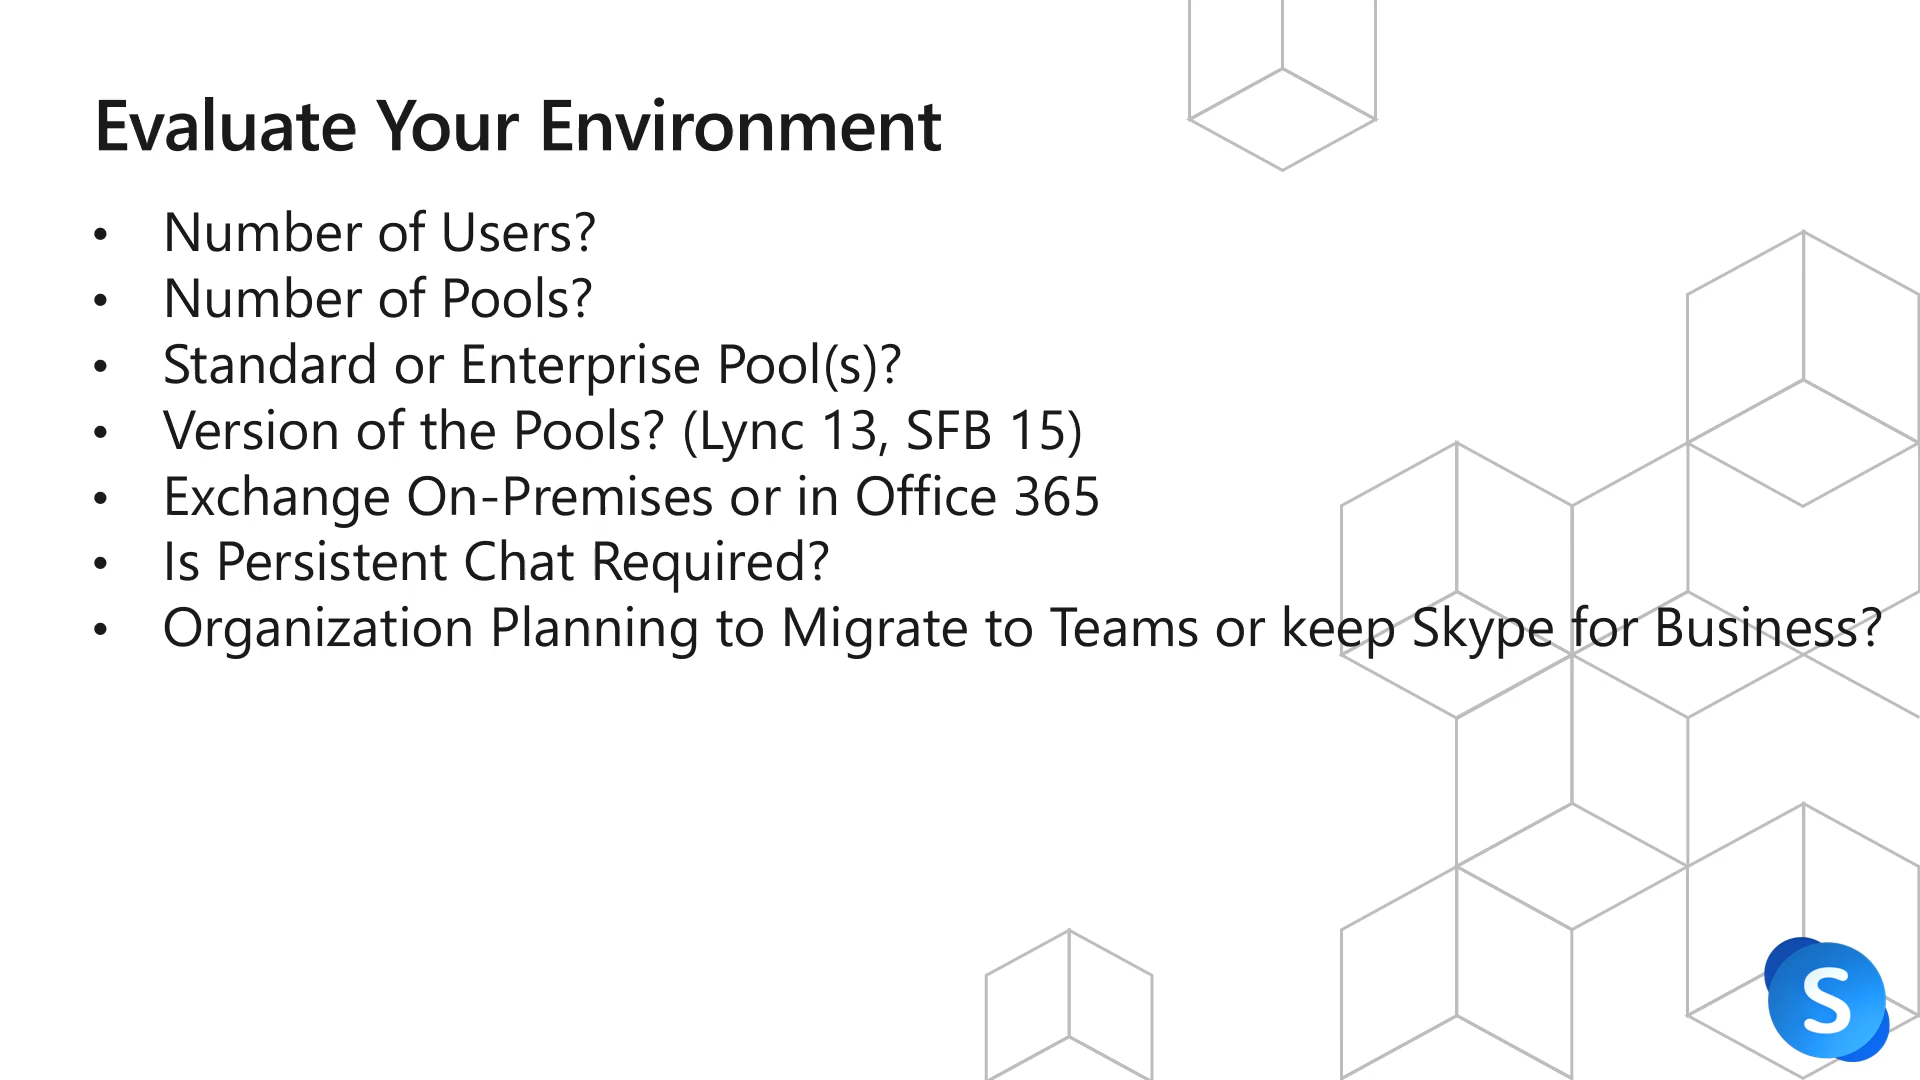 Evaluate Your Environment
• Number of Users?
• Number of Pools?
• Standard or Enterprise Pool(s)?
• Version of the Pools? (Lync 13, SFB 15)
• Exchange On-Premises or in Office 365
• Is Persistent Chat Required?
• Organization Planning to Migrate to Teams or keep Skype for Business?
S